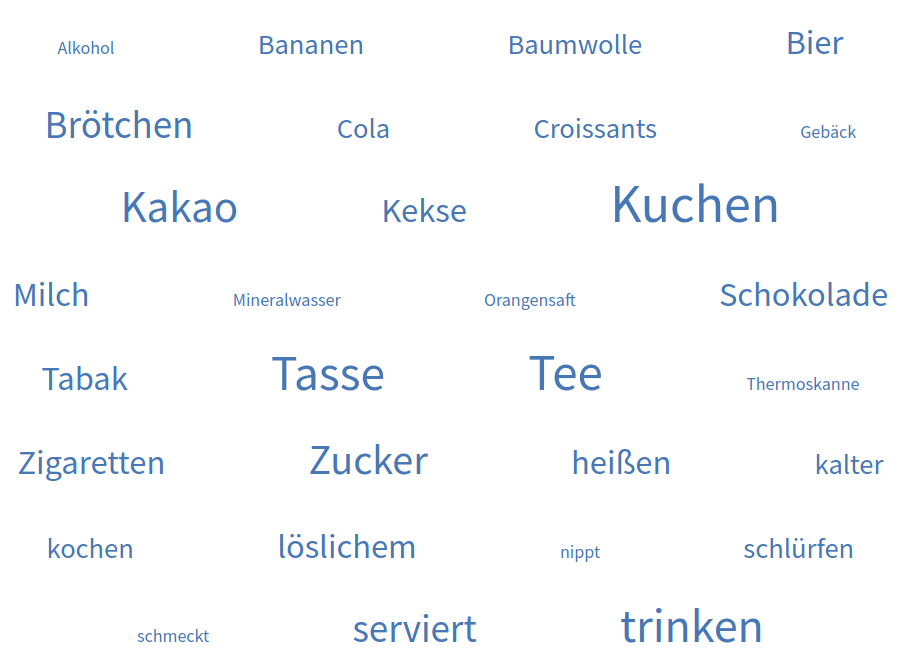 Alkohol Bananen Baumwolle Bier
Brötchen Cola Croissants Gebäck
Kakao Kekse Kuchen
Milch Mineralwasser Orangensaft Schokolade
Tabak Tasse Tee Thermoskanne
Zigaretten Zucker heißen kalter
kochen löslichem nippt schlürfen
schmeckt serviert trinken